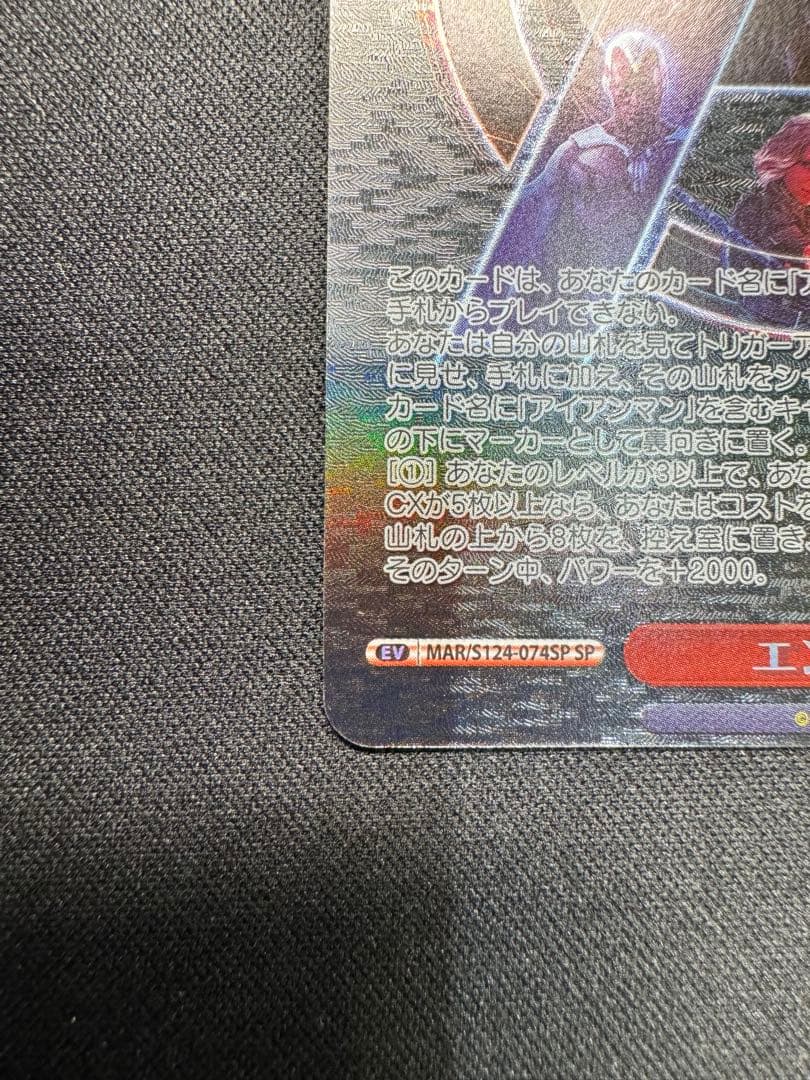 このカードは、あなたのカード名に「ア
手札からプレイできない。
あなたは自分の山札を見てトリガーア
に見せ、手札に加え、その山札をシャ
カード名に「アイアンマン」を含むキ
の下にマーカーとして裏向きに置く。
[①] あなたのレベルが3以上で、あな
CXが5枚以上なら、あなたはコストを
山札の上から8枚を、控え室に置き、
そのターン中、パワーを+2000。
EV MAR/S124-074SP SP
エン